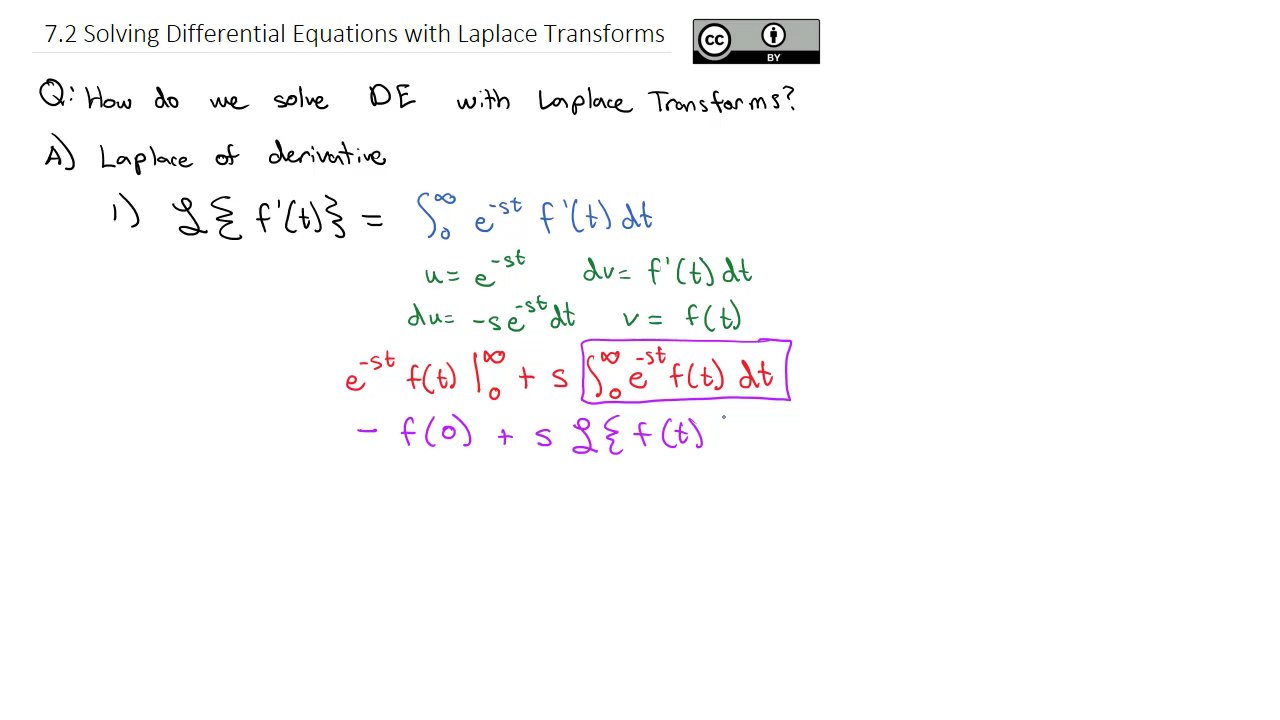 7.2 Solving Differential Equations with Laplace Transforms
CC BY
Q: How do we solve DE with Laplace Transforms?
A) Laplace of derivative
1) ℒ{ f'(t)} = ∫₀^∞ e^{-st} f'(t) dt
u = e^{-st} dv = f'(t) dt
du = -se^{-st} dt v = f(t)
e^{-st} f(t) |₀^∞ + s ∫₀^∞ e^{-st} f(t) dt
- f(0) + s ℒ{ f(t)